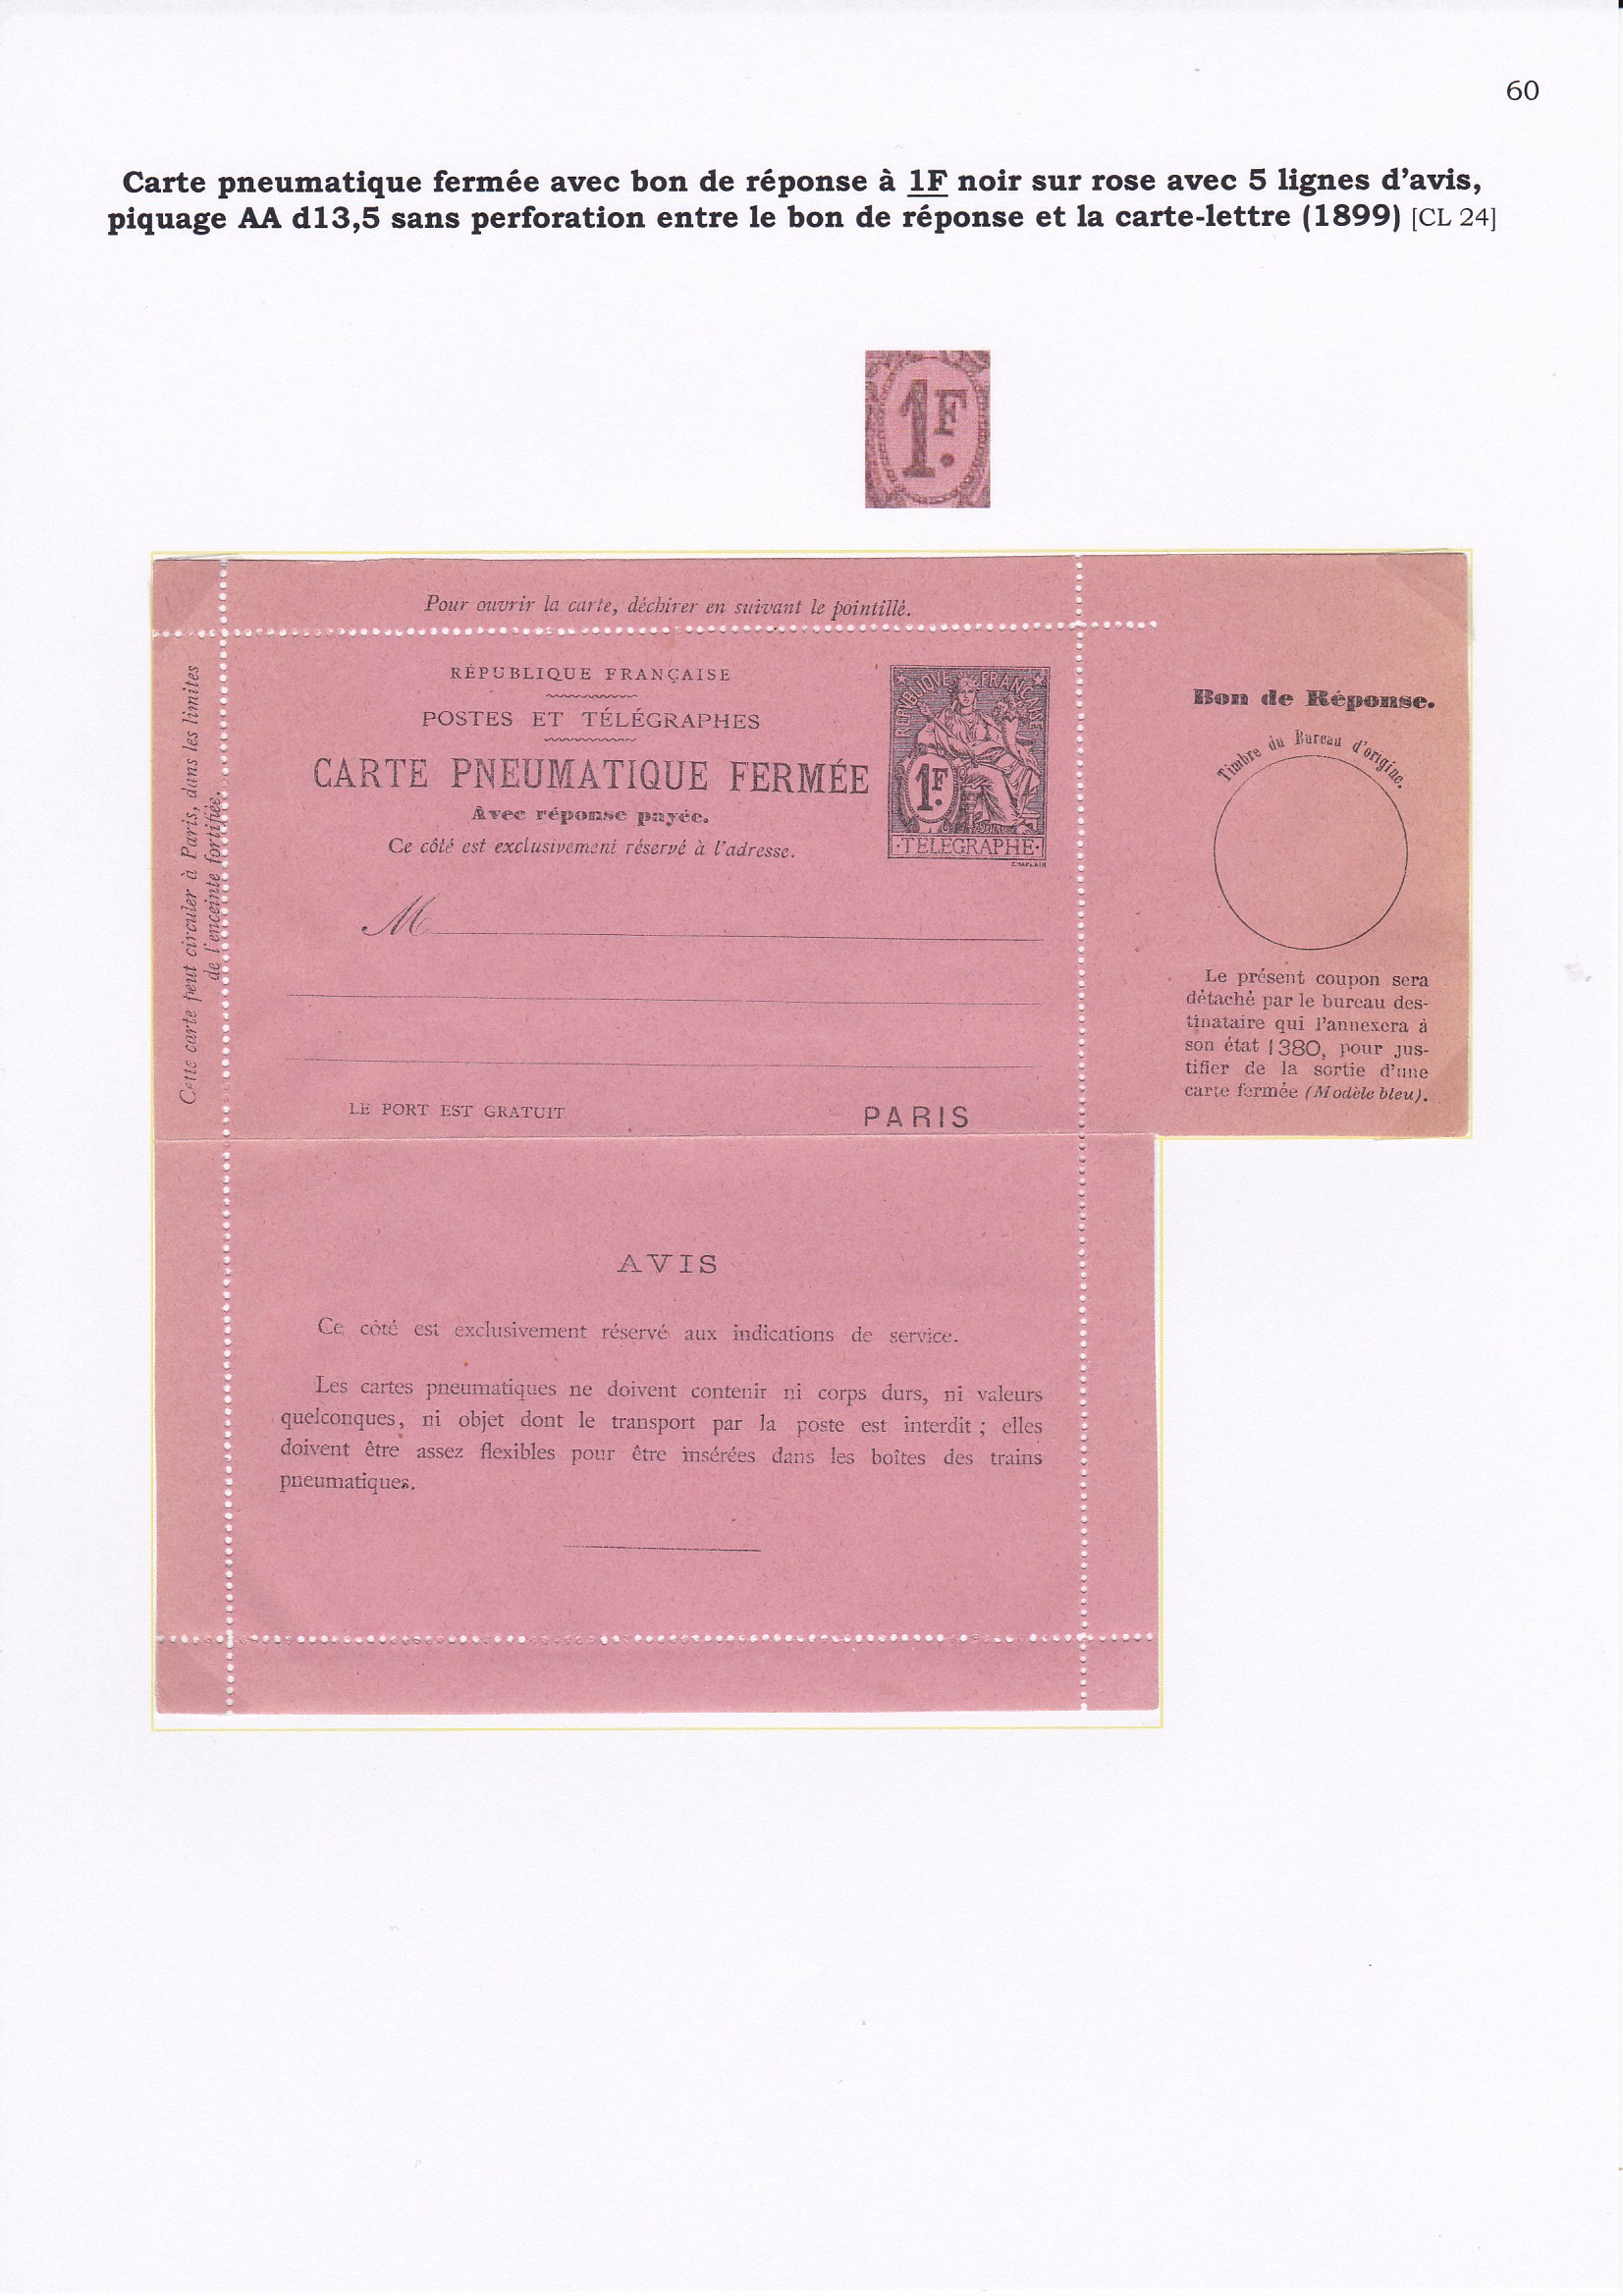 60
Carte pneumatique fermée avec bon de réponse à 1F noir sur rose avec 5 lignes d'avis,
piquage AA d13,5 sans perforation entre le bon de réponse et la carte-lettre (1899) [CL 24]
1F.
Pour ouvrir la carte, déchirer en suivant le pointillé.
Cette carte peut circuler à Paris, dans les limites
de l'enceinte fortifiée.
RÉPUBLIQUE FRANÇAISE
POSTES ET TÉLÉGRAPHES
CARTE PNEUMATIQUE FERMÉE
Avec réponse payée.
Ce côté est exclusivement réservé à l'adresse.
REPUBLIQUE FRANCAISE
1F.
·TELEGRAPHE·
CHAPLAIN
M
LE PORT EST GRATUIT
PARIS
Bon de Réponse.
Timbre du Bureau d'origine.
Le présent coupon sera
détaché par le bureau des-
tinataire qui l'annexera à
son état 1380, pour jus-
tifier de la sortie d'une
carte fermée (Modèle bleu).
AVIS
Ce côté est exclusivement réservé aux indications de service.
Les cartes pneumatiques ne doivent contenir ni corps durs, ni valeurs
quelconques, ni objet dont le transport par la poste est interdit ; elles
doivent être assez flexibles pour être insérées dans les boîtes des trains
pneumatiques.